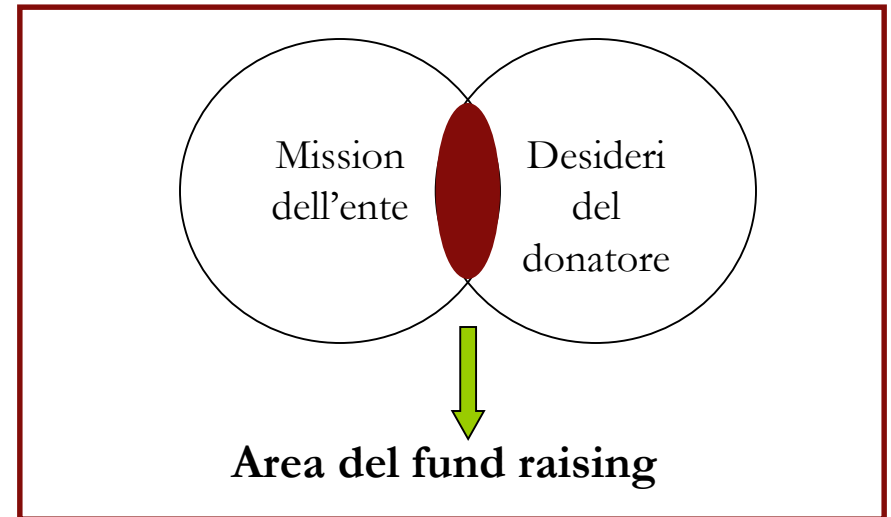 Mission
dell’ente
Desideri
del
donatore
Area del fund raising